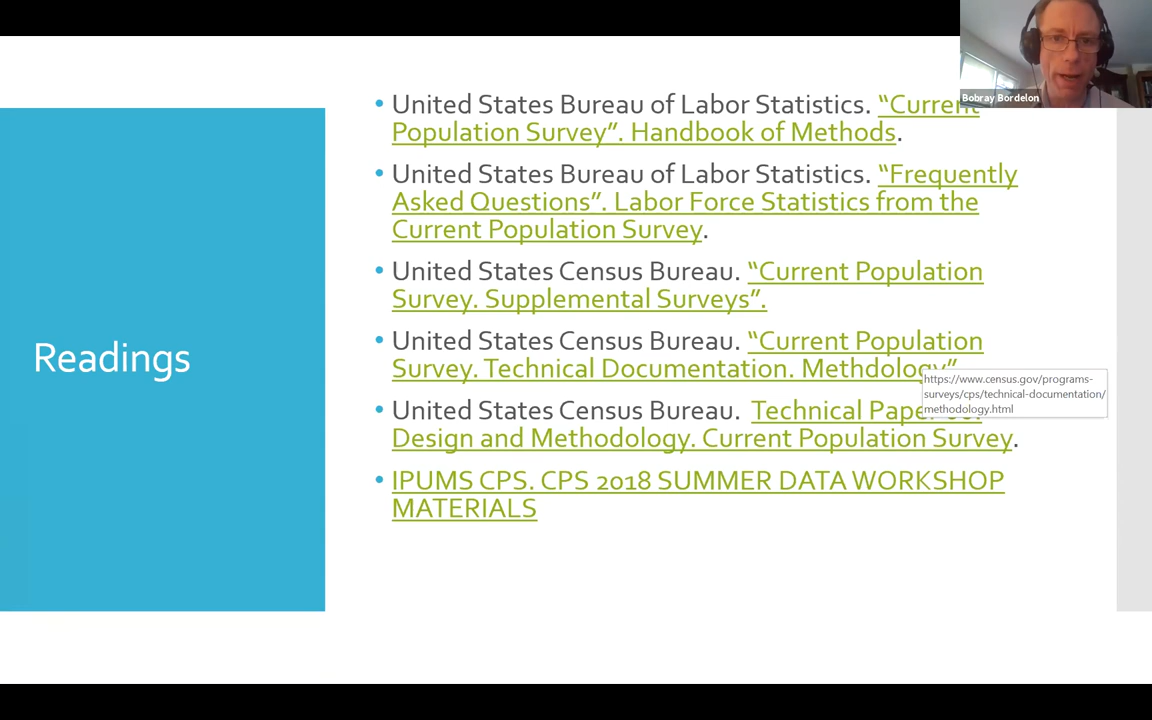 Bobray Bordelon
Readings
• United States Bureau of Labor Statistics. “Current
Population Survey”. Handbook of Methods.
• United States Bureau of Labor Statistics. “Frequently
Asked Questions”. Labor Force Statistics from the
Current Population Survey.
• United States Census Bureau. “Current Population
Survey. Supplemental Surveys”.
• United States Census Bureau. “Current Population
Survey. Technical Documentation. Methdology”
https://www.census.gov/programs-
surveys/cps/technical-documentation/
methodology.html
• United States Census Bureau. Technical
Design and Methodology. Current Population Survey.
• IPUMS CPS. CPS 2018 SUMMER DATA WORKSHOP
MATERIALS